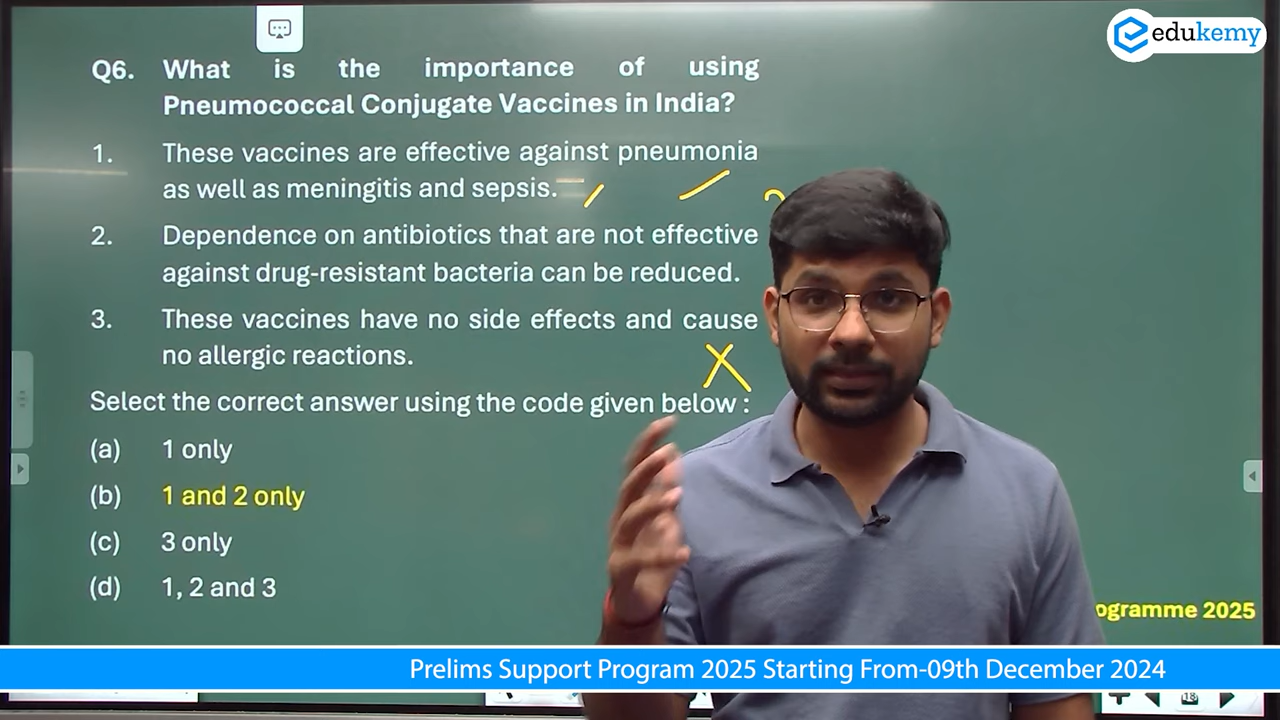 edukemy
Q6. What is the importance of using
Pneumococcal Conjugate Vaccines in India?
1. These vaccines are effective against pneumonia
as well as meningitis and sepsis.
2. Dependence on antibiotics that are not effective
against drug-resistant bacteria can be reduced.
3. These vaccines have no side effects and cause
no allergic reactions.
Select the correct answer using the code given below :
(a) 1 only
(b) 1 and 2 only
(c) 3 only
(d) 1, 2 and 3
ogramme 2025
Prelims Support Program 2025 Starting From-09th December 2024
18